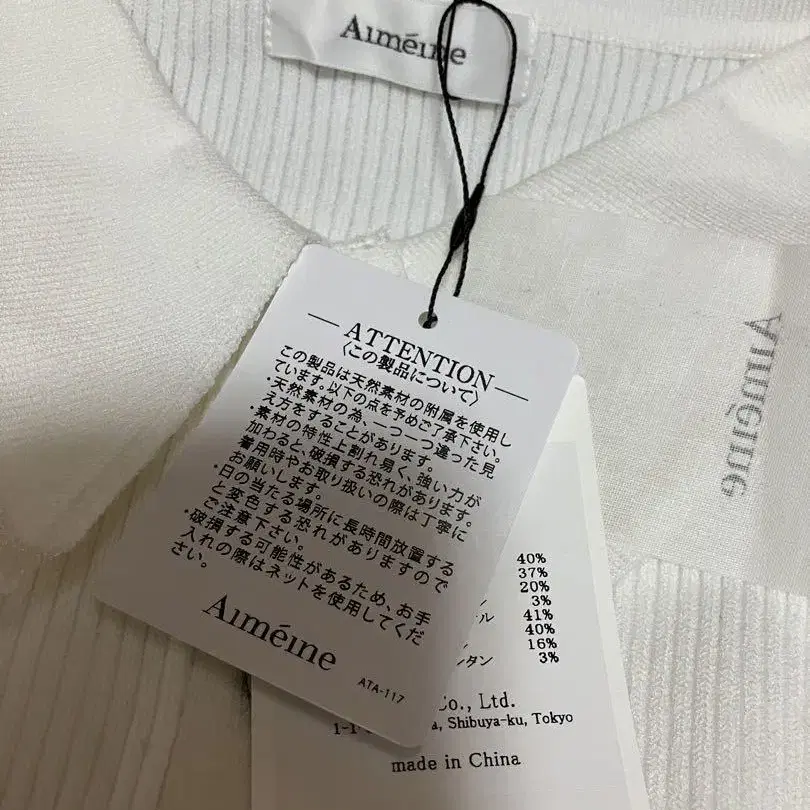 Aiméine
— ATTENTION —
〈この製品について〉
この製品は天然素材の附属を使用し
ています。以下の点を予めご了承下さい。
・天然素材の為、一つ一つ違った見
え方をすることがあります。
・素材の特性上割れ易く、強い力が
加わると、破損する恐れがあります。
着用時やお取り扱いの際は丁寧に
お願いします。
・日の当たる場所に長時間放置する
と変色する恐れがありますので
ご注意下さい。
・破損する可能性があるため、お手
入れの際はネットを使用してくだ
さい。
Aiméine
ATA-117
Aiméine
40%
37%
20%
ン 3%
ル 41%
40%
16%
タン 3%
Co., Ltd.
Shibuya-ku, Tokyo
made in China